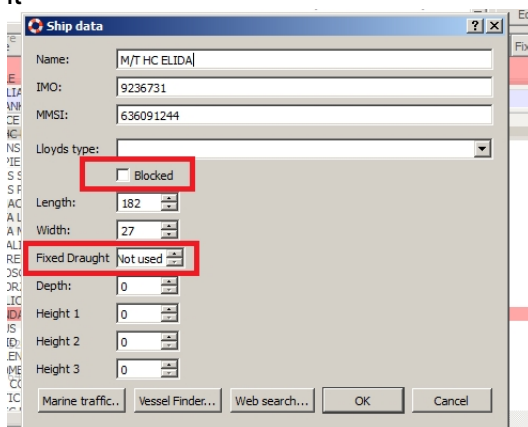 it
Ship data
Name: M/T HC ELIDA
IMO: 9236731
MMSI: 636091244
Lloyds type:
Blocked
Length: 182
Width: 27
Fixed Draught Not used
Depth: 0
Height 1 0
Height 2 0
Height 3 0
Marine traffic.. Vessel Finder... Web search... OK Cancel